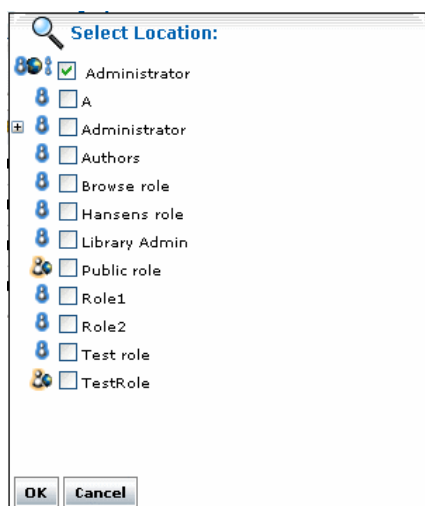 Select Location:
Administrator
A
Administrator
Authors
Browse role
Hansens role
Library Admin
Public role
Role1
Role2
Test role
TestRole
OK Cancel